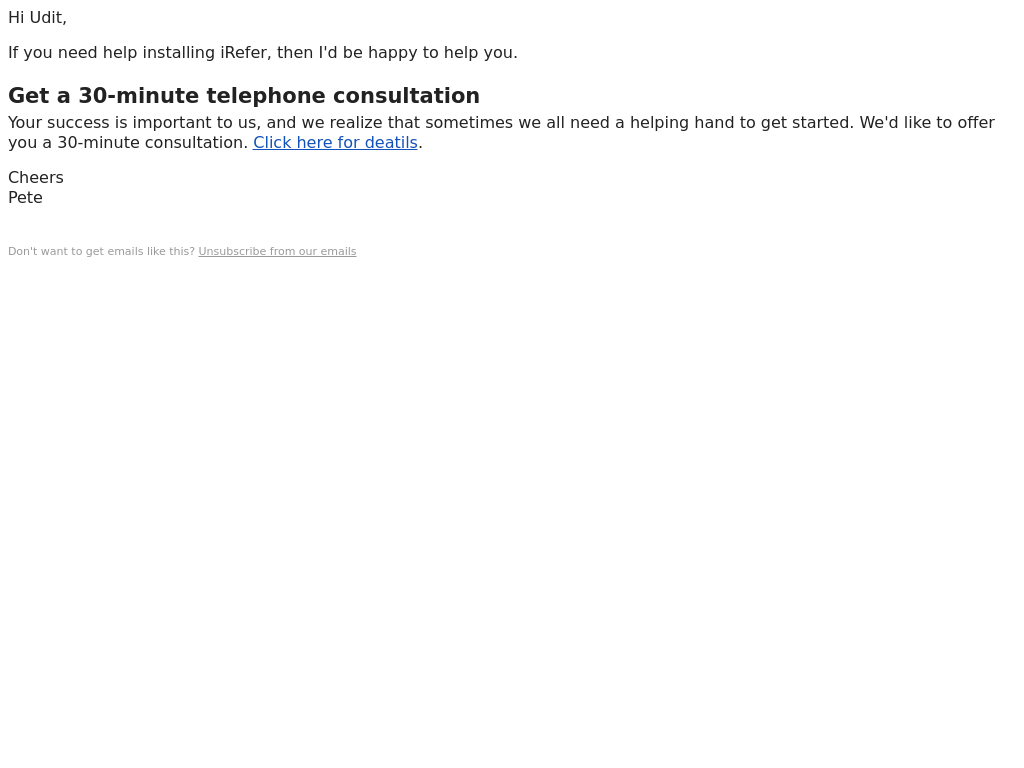 Hi Udit,
If you need help installing iRefer, then I'd be happy to help you.
Get a 30-minute telephone consultation
Your success is important to us, and we realize that sometimes we all need a helping hand to get started. We'd like to offer
you a 30-minute consultation. Click here for deatils.
Cheers
Pete
Don't want to get emails like this? Unsubscribe from our emails